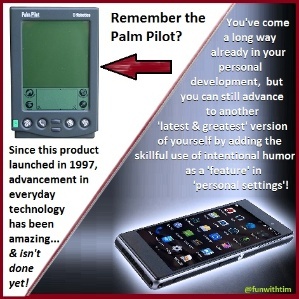 PalmPilot
U.S.Robotics
Remember the
Palm Pilot?
You've come
a long way
already in your
personal
development, but
you can still advance
to another
'latest & greatest' version
of yourself by adding the
skillful use of intentional humor
as a 'feature' in
'personal settings'!
Since this product
launched in 1997,
advancement in
everyday
technology
has been
amazing...
& isn't
done
yet!
@funwithtim